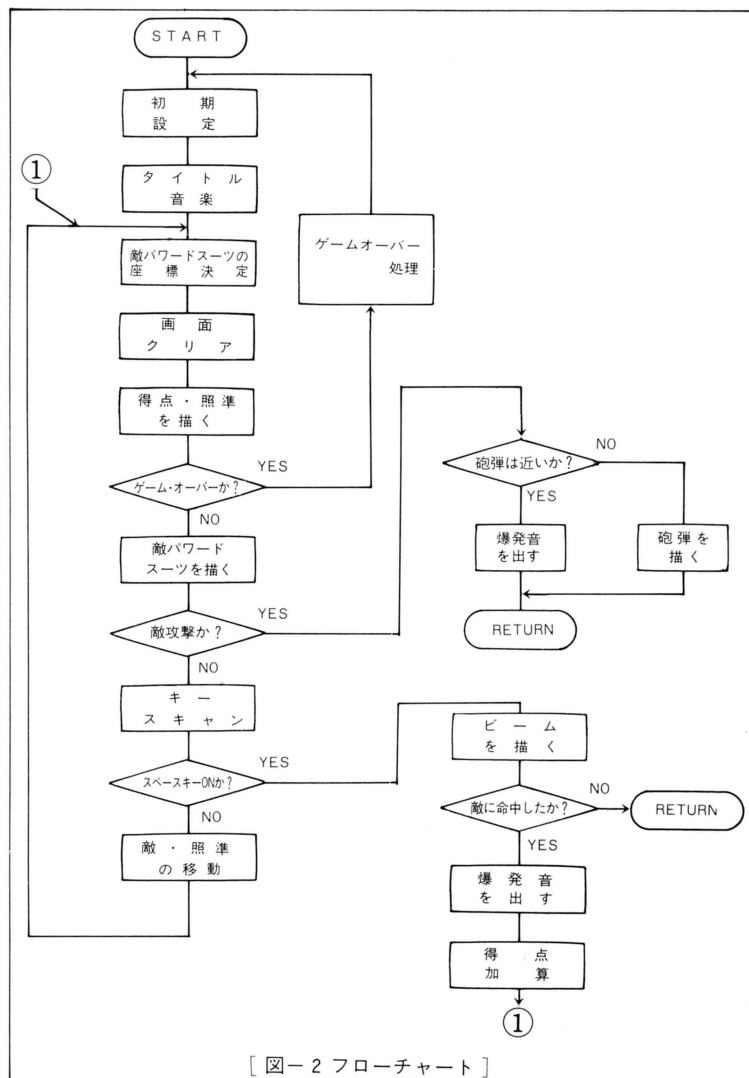 START
初期
設定
①
タイトル
音楽
敵パワードスーツの
座標決定
画面
クリア
得点・照準
を描く
ゲーム・オーバーか?
YES
NO
ゲームオーバー
処理
敵パワード
スーツを描く
敵攻撃か?
YES
NO
キー
スキャン
スペースキーONか?
YES
NO
敵・照準
の移動
砲弾は近いか?
NO
YES
爆発音
を出す
砲弾を
描く
RETURN
ビーム
を描く
敵に命中したか?
NO
RETURN
YES
爆発音
を出す
得点
加算
①
[図-2 フローチャート]